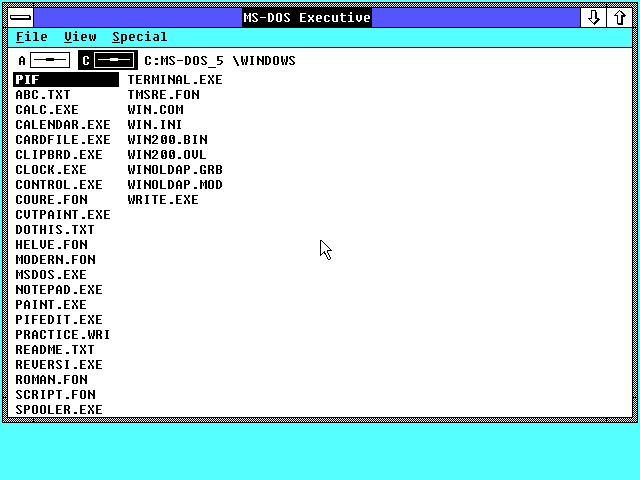 MS-DOS Executive
File View Special
A C C:MS-DOS_5 \WINDOWS
PIF
ABC.TXT
CALC.EXE
CALENDAR.EXE
CARDFILE.EXE
CLIPBRD.EXE
CLOCK.EXE
CONTROL.EXE
COURE.FON
CVTPAINT.EXE
DOTHIS.TXT
HELVE.FON
MODERN.FON
MSDOS.EXE
NOTEPAD.EXE
PAINT.EXE
PIFEDIT.EXE
PRACTICE.WRI
README.TXT
REVERSI.EXE
ROMAN.FON
SCRIPT.FON
SPOOLER.EXE
TERMINAL.EXE
TMSRE.FON
WIN.COM
WIN.INI
WIN200.BIN
WIN200.OVL
WINOLDAP.GRB
WINOLDAP.MOD
WRITE.EXE